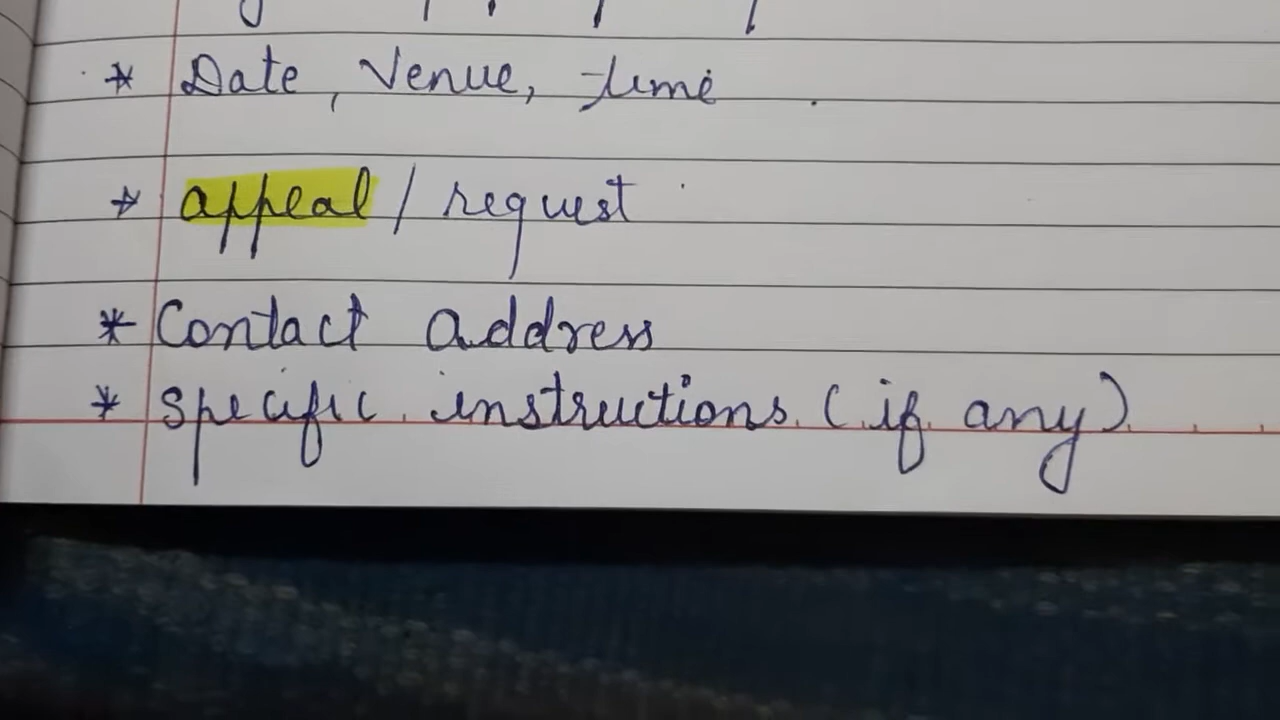 * Date, Venue, time
* appeal / request
* Contact address
* specific instructions (if any)